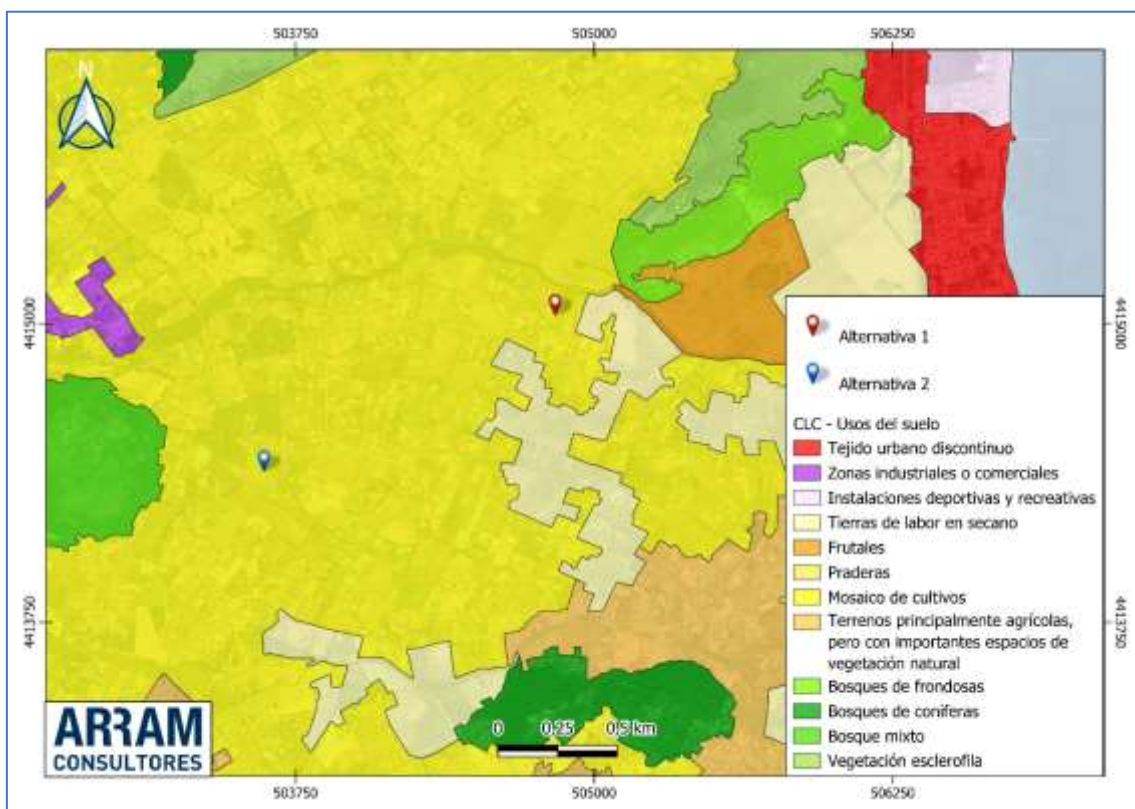 503750
505000
506250
N
4415000
4415000
Alternativa 1
Alternativa 2
CLC - Usos del suelo
Tejido urbano discontinuo
Zonas industriales o comerciales
Instalaciones deportivas y recreativas
Tierras de labor en secano
Frutales
Praderas
Mosaico de cultivos
Terrenos principalmente agrícolas,
pero con importantes espacios de
vegetación natural
Bosques de frondosas
Bosques de coníferas
Bosque mixto
Vegetación esclerofila
4413750
4413750
ARRAM
CONSULTORES
0 0.25 0.5 km
503750
505000
506250